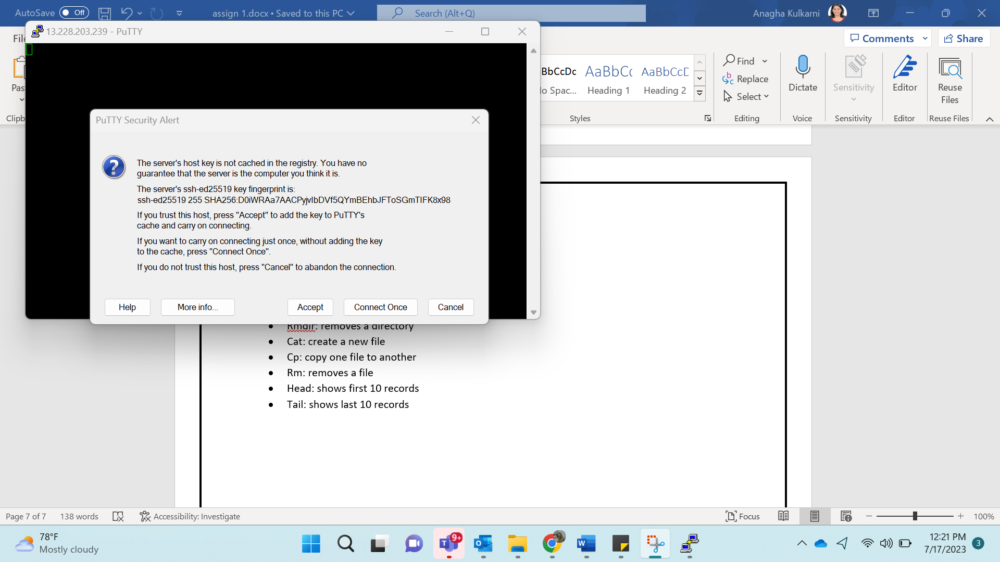 AutoSave Off
assign 1.docx • Saved to this PC
Search (Alt+Q)
Anagha Kulkarni
13.228.203.239 - PuTTY
Comments
Share
PuTTY Security Alert
The server's host key is not cached in the registry. You have no
guarantee that the server is the computer you think it is.
The server's ssh-ed25519 key fingerprint is:
ssh-ed25519 255 SHA256:D0iWRAa7AACPyjvIbDVf5QYmBEhbJFToSGmTIFK8x98
If you trust this host, press "Accept" to add the key to PuTTY's
cache and carry on connecting.
If you want to carry on connecting just once, without adding the key
to the cache, press "Connect Once".
If you do not trust this host, press "Cancel" to abandon the connection.
Help
More info...
Accept
Connect Once
Cancel
BbCcDc
AaBbCc
AaBbCcD
Heading 1
Heading 2
Styles
Find
Replace
Select
Editing
Dictate
Voice
Sensitivity
Sensitivity
Editor
Editor
Reuse
Files
Reuse Files
Rmdir: removes a directory
Cat: create a new file
Cp: copy one file to another
Rm: removes a file
Head: shows first 10 records
Tail: shows last 10 records
Page 7 of 7
138 words
Accessibility: Investigate
Focus
100%
78°F
Mostly cloudy
9+
12:21 PM
7/17/2023
3